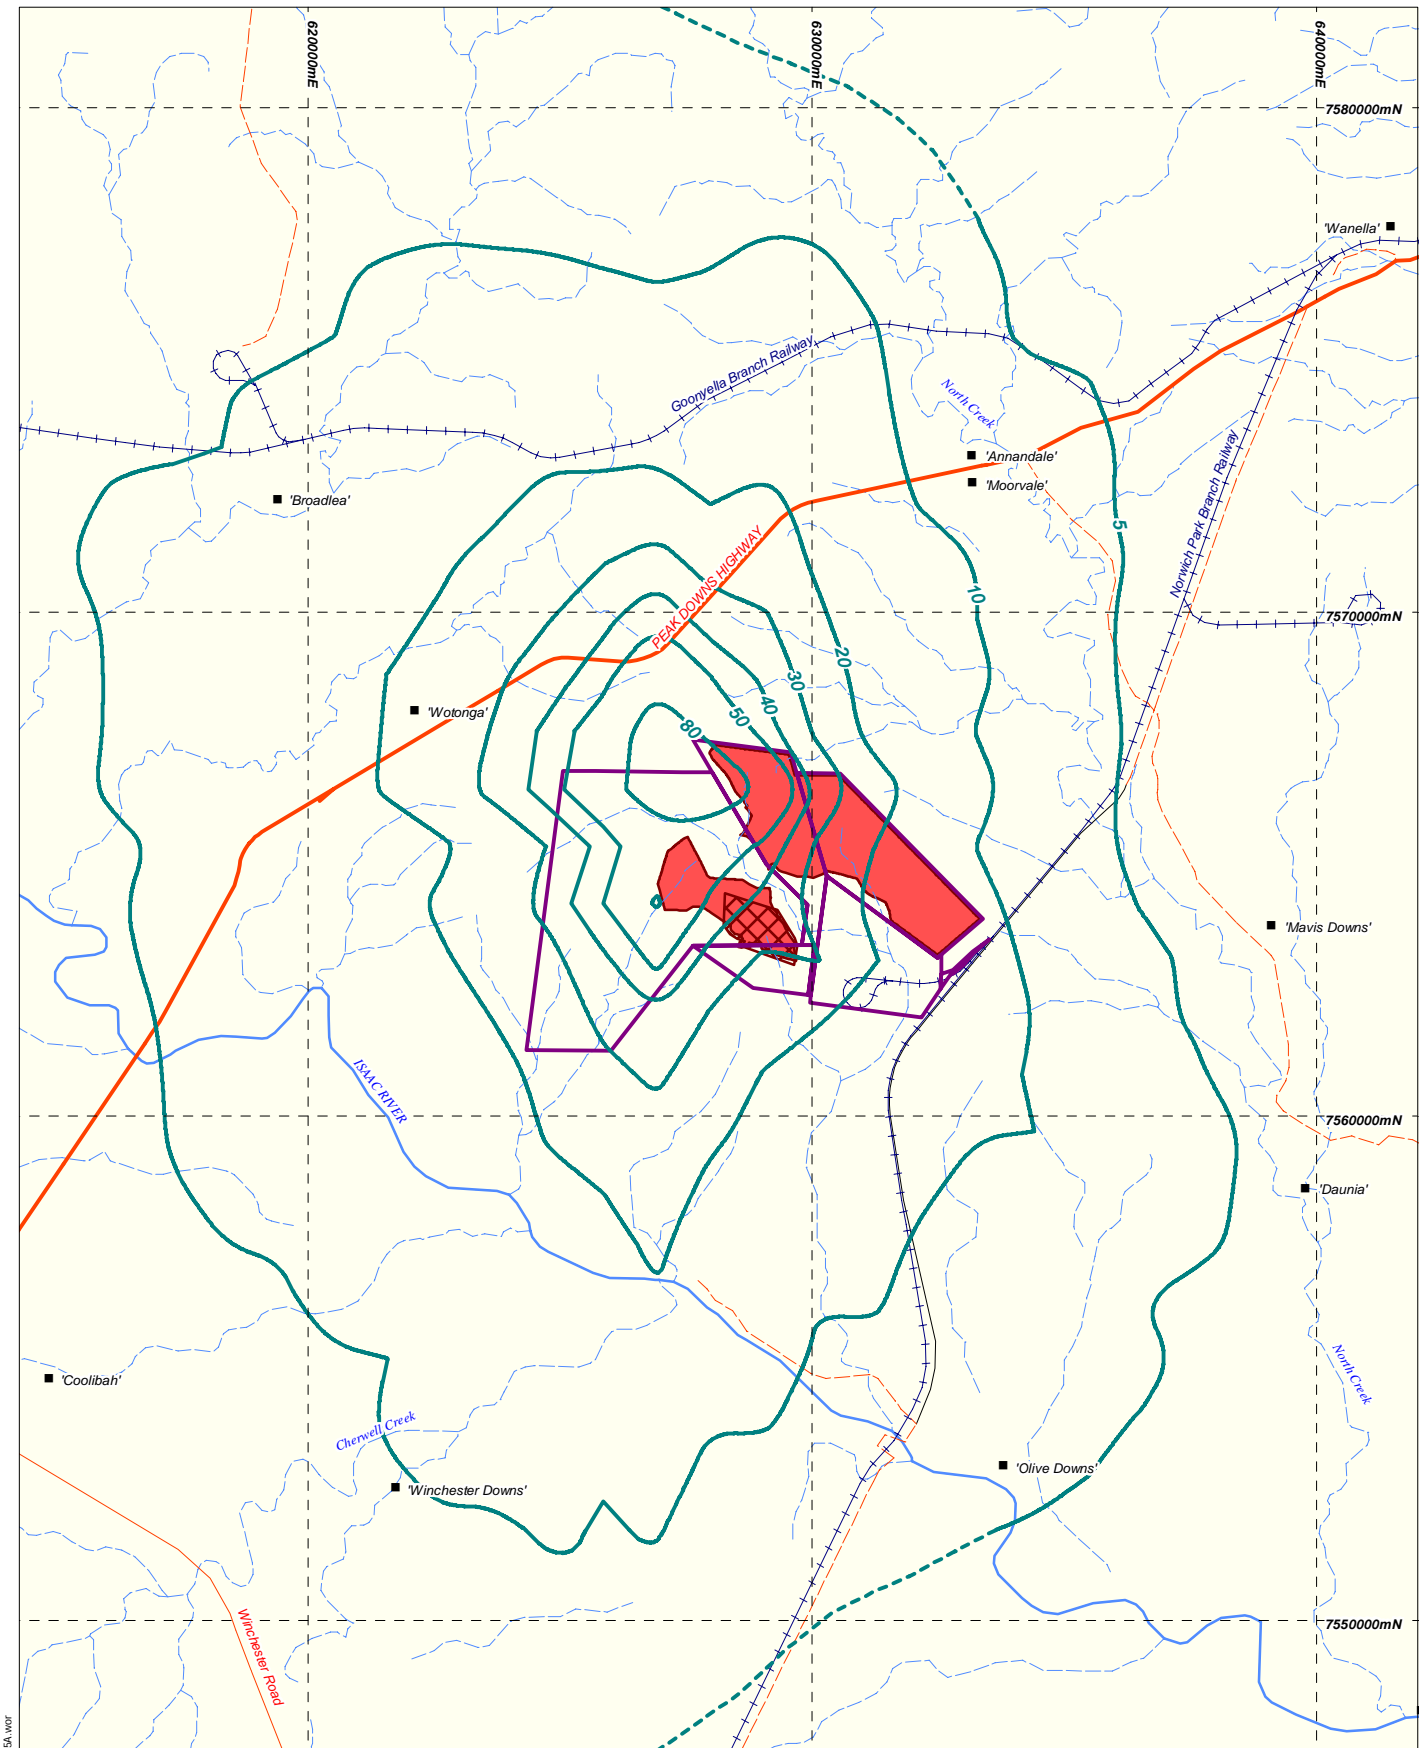 620000mE
630000mE
640000mE
7580000mN
'Wanella'
Goonyella Branch Railway
North Creek
'Annandale'
'Moorvale'
'Broadlea'
5
Norwich Park Branch Railway
PEAK DOWNS HIGHWAY
10
7570000mN
20
30
40
50
80
'Wotonga'
'Mavis Downs'
ISAAC RIVER
7560000mN
'Daunia'
North Creek
'Coolibah'
Cherwell Creek
'Winchester Downs'
'Olive Downs'
Winchester Road
7550000mN
5A.wor